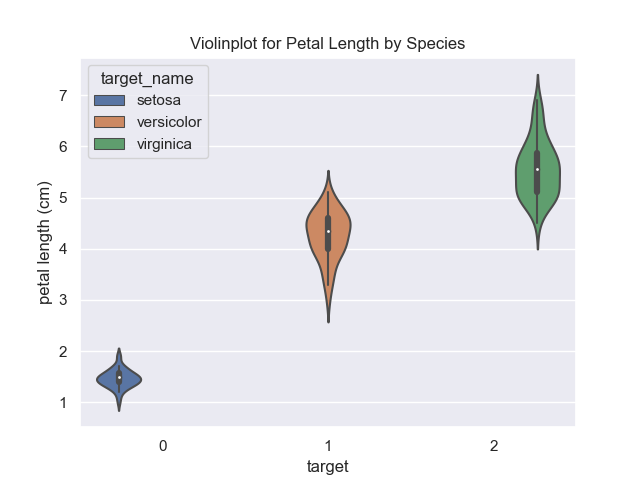 Violinplot for Petal Length by Species
target_name
setosa
versicolor
virginica
petal length (cm)
7
6
5
4
3
2
1
0 1 2
target